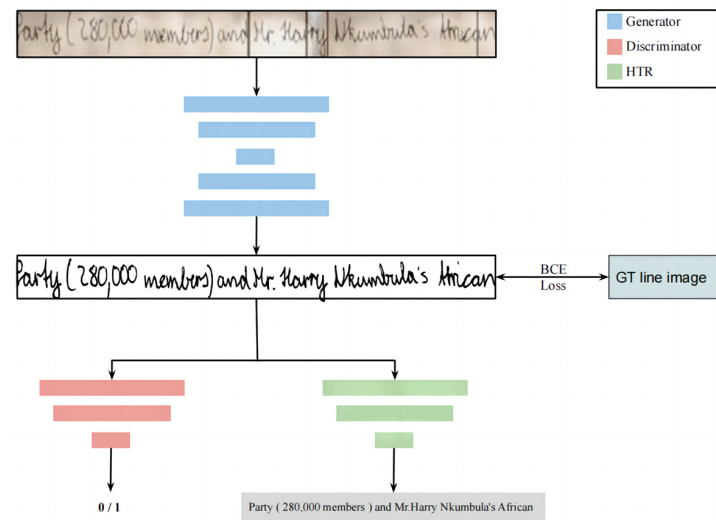 Party (280,000 members) and Mr. Harry Nkumbula's African
Generator
Discriminator
HTR
Party (280,000 members) and Mr. Harry Nkumbula's African
BCE
Loss
GT line image
0 / 1
Party ( 280,000 members ) and Mr.Harry Nkumbula's African